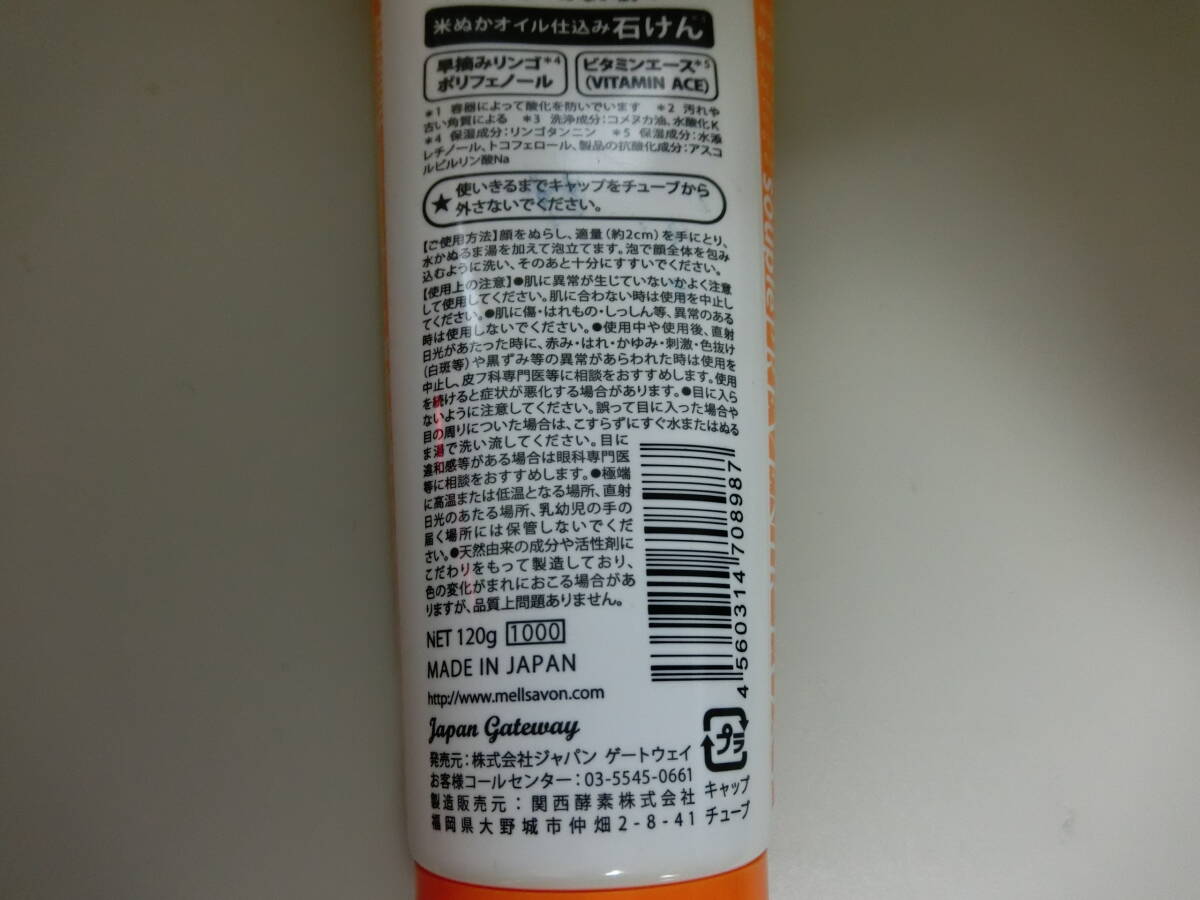 米ぬかオイル仕込み石けん*3
早摘みリンゴ*4
ポリフェノール
ビタミンエース*5
(VITAMIN ACE)
*1 容器によって酸化を防いでいます *2 汚れや
古い角質による *3 洗浄成分:コメヌカ油、水酸化K
*4 保湿成分:リンゴタンニン *5 保湿成分:水添
レチノール、トコフェロール、製品の抗酸化成分:アスコ
ルビルリン酸Na
★ 使いきるまでキャップをチューブから
外さないでください。
【ご使用方法】顔をぬらし、適量(約2cm)を手にとり、
水かぬるま湯を加えて泡立てます。泡で顔全体を包み
込むように洗い、そのあと十分にすすいでください。
【使用上の注意】●肌に異常が生じていないかよく注意
して使用してください。肌に合わない時は使用を中止し
てください。●肌に傷・はれもの・しっしん等、異常のある
時は使用しないでください。●使用中や使用後、直射
日光があたった時に、赤み・はれ・かゆみ・刺激・色抜け
(白斑等)や黒ずみ等の異常があらわれた時は使用を
中止し、皮フ科専門医等に相談をおすすめします。使用
を続けると症状が悪化する場合があります。●目に入ら
ないように注意してください。誤って目に入った場合や
目の周りについた場合は、こすらずにすぐ水またはぬる
ま湯で洗い流してください。目に
違和感等がある場合は眼科専門医
等に相談をおすすめします。●極端
に高温または低温となる場所、直射
日光のあたる場所、乳幼児の手の
届く場所には保管しないでくだ
さい。●天然由来の成分や活性剤に
こだわりをもって製造しており、
色の変化がまれにおこる場合があ
りますが、品質上問題ありません。
NET 120g 1000
MADE IN JAPAN
http://www.mellsavon.com
Japan Gateway
発売元:株式会社ジャパン ゲートウェイ
お客様コールセンター:03-5545-0661
製造販売元:関西酵素株式会社
福岡県大野城市仲畑2-8-41
4560314708987
プラ
キャップ
チューブ
souple